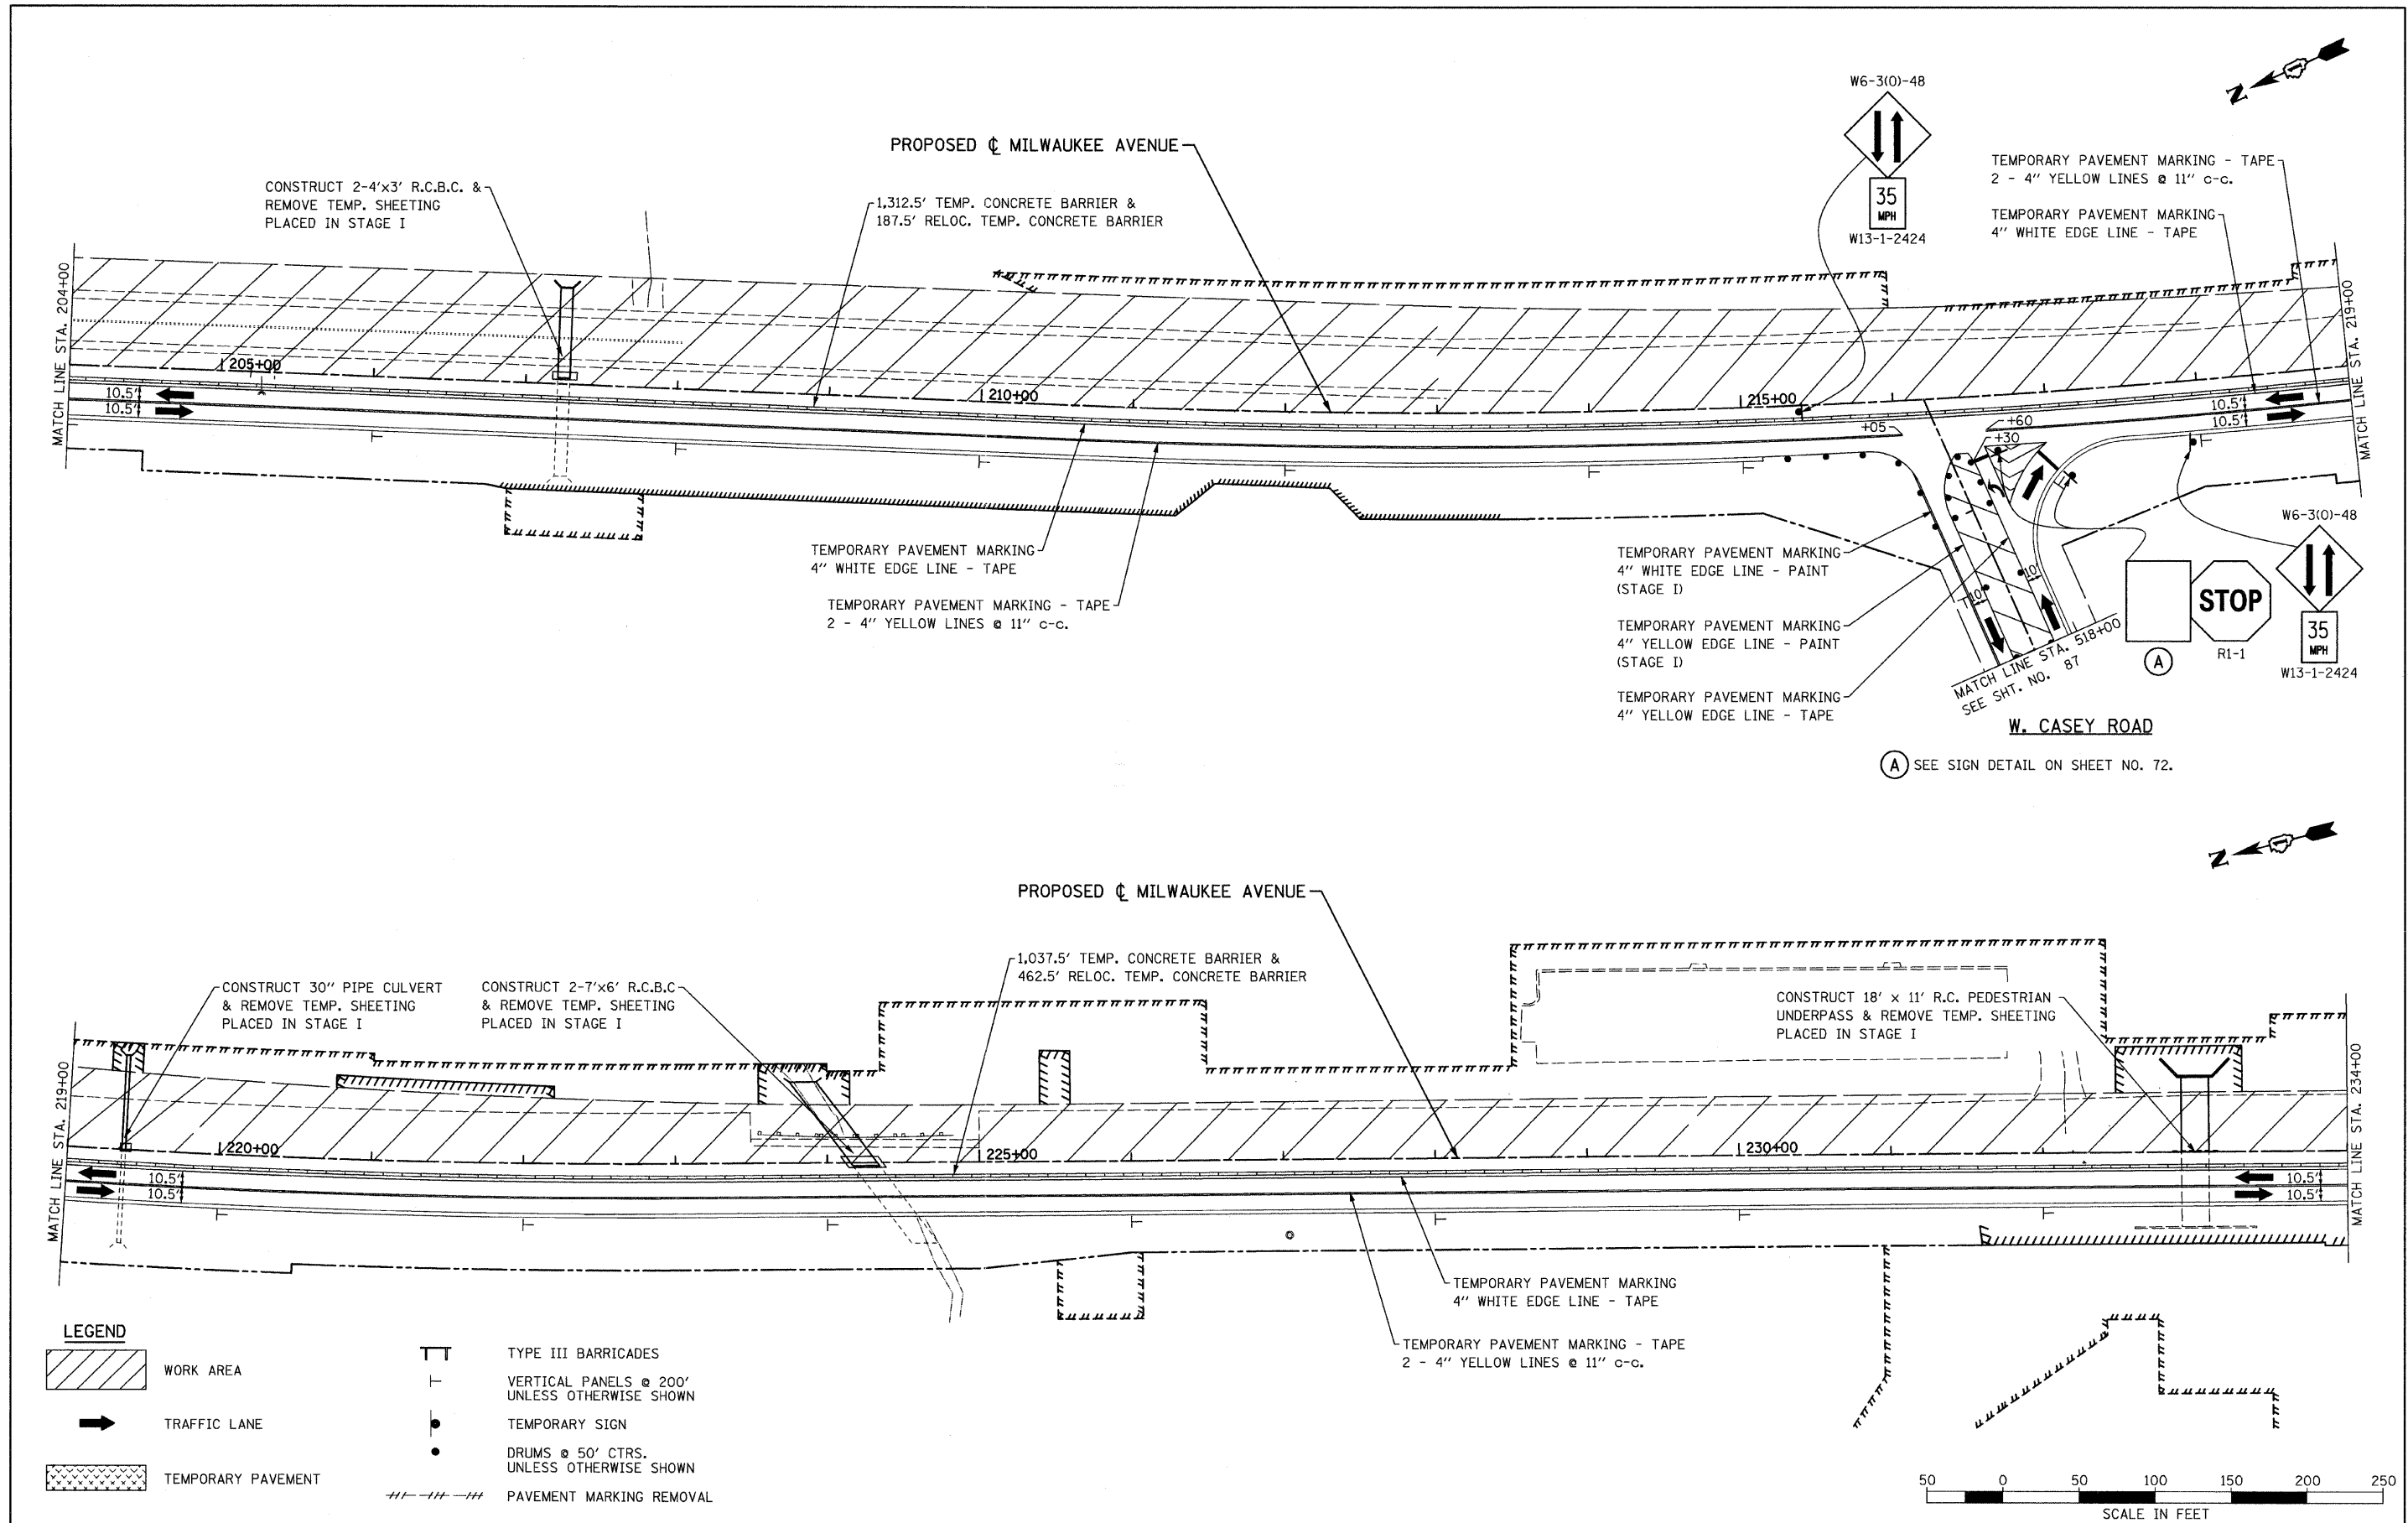 W6-3(O)-48
35
MPH
W13-1-2424
N
PROPOSED ℄ MILWAUKEE AVENUE
CONSTRUCT 2-4'x3' R.C.B.C. &
REMOVE TEMP. SHEETING
PLACED IN STAGE I
1,312.5' TEMP. CONCRETE BARRIER &
187.5' RELOC. TEMP. CONCRETE BARRIER
TEMPORARY PAVEMENT MARKING - TAPE
2 - 4" YELLOW LINES @ 11" c-c.
TEMPORARY PAVEMENT MARKING
4" WHITE EDGE LINE - TAPE
MATCH LINE STA. 204+00
205+00
210+00
215+00
MATCH LINE STA. 219+00
10.5'
10.5'
10.5'
10.5'
+05
+60
+30
TEMPORARY PAVEMENT MARKING
4" WHITE EDGE LINE - TAPE
TEMPORARY PAVEMENT MARKING - TAPE
2 - 4" YELLOW LINES @ 11" c-c.
TEMPORARY PAVEMENT MARKING
4" WHITE EDGE LINE - PAINT
(STAGE I)
TEMPORARY PAVEMENT MARKING
4" YELLOW EDGE LINE - PAINT
(STAGE I)
TEMPORARY PAVEMENT MARKING
4" YELLOW EDGE LINE - TAPE
10'
10'
MATCH LINE STA. 518+00
SEE SHT. NO. 87
W. CASEY ROAD
A
STOP
R1-1
W6-3(O)-48
35
MPH
W13-1-2424
A SEE SIGN DETAIL ON SHEET NO. 72.
N
PROPOSED ℄ MILWAUKEE AVENUE
CONSTRUCT 30" PIPE CULVERT
& REMOVE TEMP. SHEETING
PLACED IN STAGE I
CONSTRUCT 2-7'x6' R.C.B.C
& REMOVE TEMP. SHEETING
PLACED IN STAGE I
1,037.5' TEMP. CONCRETE BARRIER &
462.5' RELOC. TEMP. CONCRETE BARRIER
CONSTRUCT 18' x 11' R.C. PEDESTRIAN
UNDERPASS & REMOVE TEMP. SHEETING
PLACED IN STAGE I
MATCH LINE STA. 219+00
220+00
225+00
230+00
MATCH LINE STA. 234+00
10.5'
10.5'
10.5'
10.5'
TEMPORARY PAVEMENT MARKING
4" WHITE EDGE LINE - TAPE
TEMPORARY PAVEMENT MARKING - TAPE
2 - 4" YELLOW LINES @ 11" c-c.
LEGEND
WORK AREA
TRAFFIC LANE
TEMPORARY PAVEMENT
TYPE III BARRICADES
VERTICAL PANELS @ 200'
UNLESS OTHERWISE SHOWN
TEMPORARY SIGN
DRUMS @ 50' CTRS.
UNLESS OTHERWISE SHOWN
PAVEMENT MARKING REMOVAL
50 0 50 100 150 200 250
SCALE IN FEET